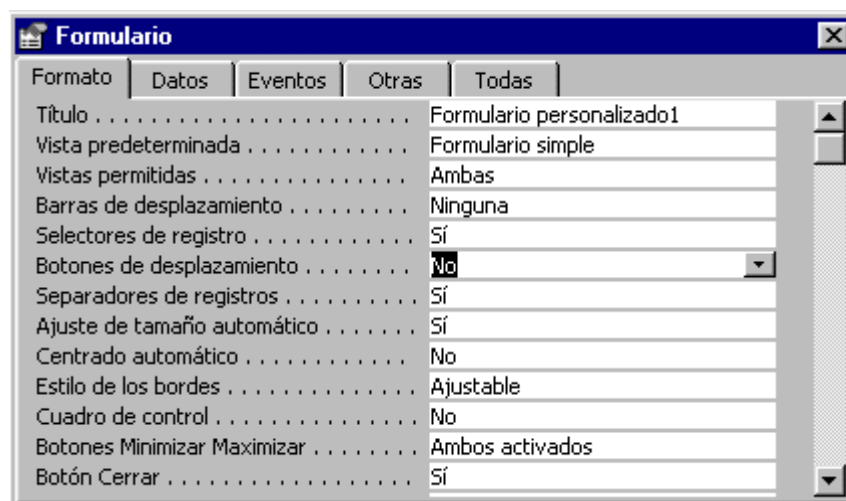 Formulario
Formato Datos Eventos Otras Todas
Título . . . . . . . . . . . . . . . . . . . . . . . . Formulario personalizado1
Vista predeterminada . . . . . . . . . . . . Formulario simple
Vistas permitidas . . . . . . . . . . . . . . . Ambas
Barras de desplazamiento . . . . . . . . . Ninguna
Selectores de registro . . . . . . . . . . . . Sí
Botones de desplazamiento . . . . . . . . No
Separadores de registros . . . . . . . . . . Sí
Ajuste de tamaño automático . . . . . . . Sí
Centrado automático . . . . . . . . . . . . . No
Estilo de los bordes . . . . . . . . . . . . . . Ajustable
Cuadro de control . . . . . . . . . . . . . . . No
Botones Minimizar Maximizar . . . . . . . . Ambos activados
Botón Cerrar . . . . . . . . . . . . . . . . . . Sí